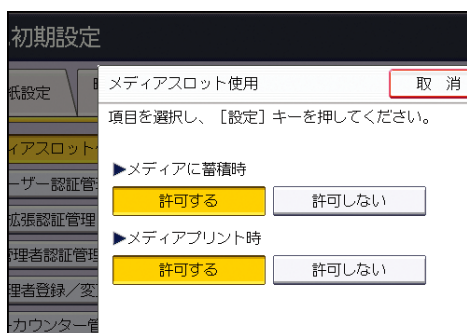 初期設定
紙設定
メディアスロット使用
取 消
項目を選択し、［設定］キーを押してください。
ィアスロット
▶メディアに蓄積時
ーザー認証管
許可する
許可しない
拡張認証管理
▶メディアプリント時
管理者認証管理
許可する
許可しない
理者登録／変
カウンター管